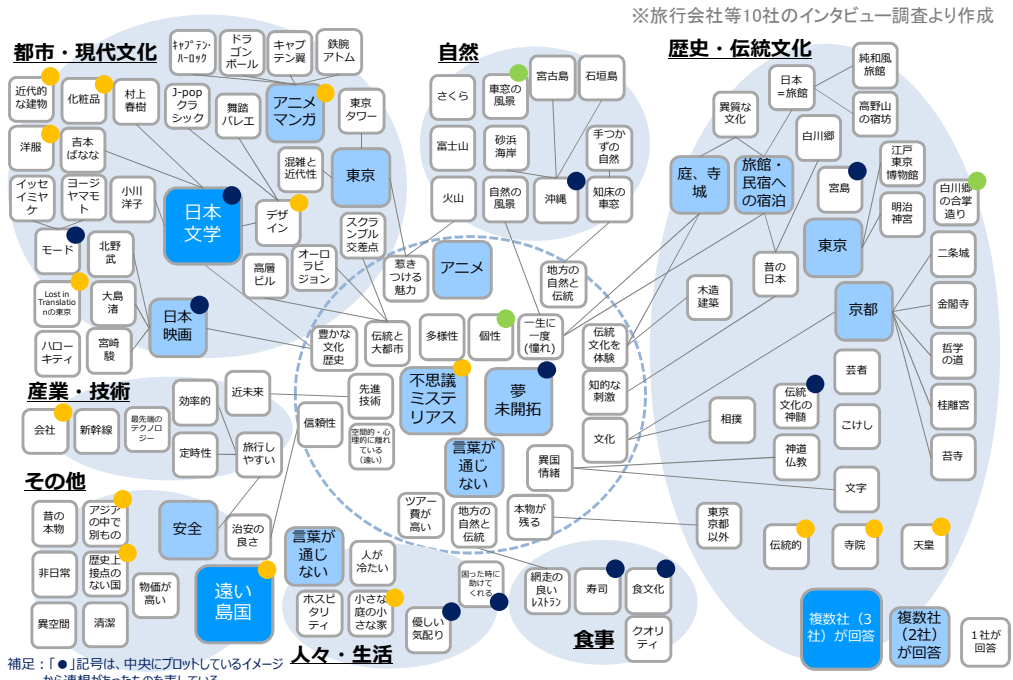 ※旅行会社等10社のインタビュー調査より作成
都市・現代文化
自然
歴史・伝統文化
ｷｬﾌﾟﾃﾝ・
ﾊｰﾛｯｸ
ドラ
ゴン
ボール
キャプ
テン翼
鉄腕
アトム
近代的
な建物
化粧品
村上
春樹
J-pop
クラ
シック
舞踏
バレエ
アニメ
マンガ
東京
タワー
洋服
吉本
ばなな
混雑と
近代性
東京
イッセ
イミヤ
ケ
ヨージ
ヤマモ
ト
小川
洋子
日本
文学
デザ
イン
スクラ
ンブル
交差点
モード
北野
武
高層
ビル
オーロ
ラビジ
ョン
惹き
つける
魅力
アニメ
Lost in
Translatio
nの東京
大島
渚
日本
映画
ハロー
キティ
宮崎
駿
豊かな
文化
歴史
伝統と
大都市
多様性
個性
一生に
一度
(憧れ)
伝統
文化を
体験
さくら
車窓の
風景
宮古島
石垣島
富士山
砂浜
海岸
手つか
ずの
自然
火山
自然の
風景
沖縄
知床の
車窓
地方の
自然と
伝統
純和風
旅館
日本
＝旅館
異質な
文化
高野山
の宿坊
白川郷
江戸
東京
博物館
庭、寺
城
旅館・
民宿へ
の宿泊
宮島
明治
神宮
白川郷
の合掌
造り
東京
二条城
昔の
日本
木造
建築
京都
金閣寺
哲学
の道
芸者
桂離宮
伝統
文化の
神髄
こけし
相撲
神道
仏教
苔寺
文字
東京
京都
以外
伝統的
寺院
天皇
産業・技術
効率的
近未来
会社
新幹線
最先端の
テクノロ
ジー
定時性
旅行し
やすい
先進
技術
信頼性
空間的・心
理的に離れ
ている
（遠い）
不思議
ミステ
リアス
夢
未開拓
知的な
刺激
文化
言葉が
通じ
ない
異国
情緒
ツアー
費が
高い
地方の
自然と
伝統
本物が
残る
その他
昔の
本物
アジア
の中で
別もの
安全
治安の
良さ
非日常
歴史上
接点の
ない国
物価が
高い
遠い
島国
異空間
清潔
言葉が
通じ
ない
人が
冷たい
困った時に
助けて
くれる
ホスピ
タリ
ティ
小さな
庭の小
さな家
優しい
気配り
人々・生活
網走の
良い
ﾚｽﾄﾗﾝ
寿司
食文化
クオリ
ティ
食事
複数社（3
社）が回答
複数社
（2社）
が回答
１社が
回答
補足：「●」記号は、中央にプロットしているイメージ